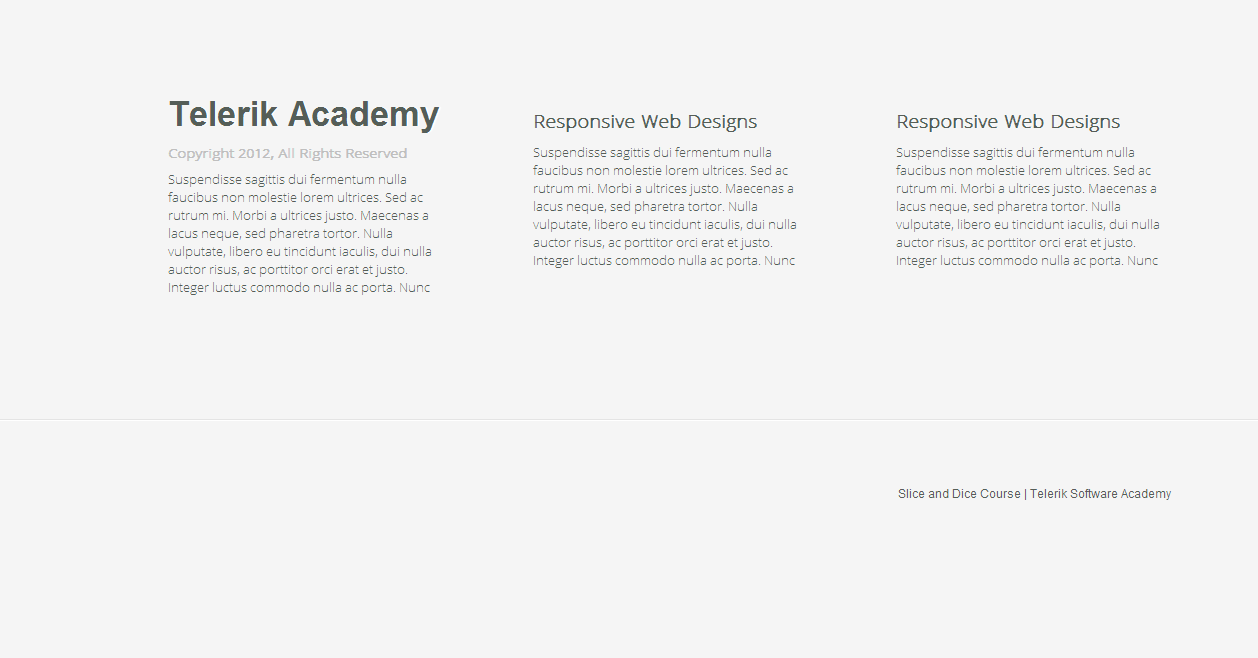 Telerik Academy
Copyright 2012, All Rights Reserved
Suspendisse sagittis dui fermentum nulla
faucibus non molestie lorem ultrices. Sed ac
rutrum mi. Morbi a ultrices justo. Maecenas a
lacus neque, sed pharetra tortor. Nulla
vulputate, libero eu tincidunt iaculis, dui nulla
auctor risus, ac porttitor orci erat et justo.
Integer luctus commodo nulla ac porta. Nunc
Responsive Web Designs
Suspendisse sagittis dui fermentum nulla
faucibus non molestie lorem ultrices. Sed ac
rutrum mi. Morbi a ultrices justo. Maecenas a
lacus neque, sed pharetra tortor. Nulla
vulputate, libero eu tincidunt iaculis, dui nulla
auctor risus, ac porttitor orci erat et justo.
Integer luctus commodo nulla ac porta. Nunc
Responsive Web Designs
Suspendisse sagittis dui fermentum nulla
faucibus non molestie lorem ultrices. Sed ac
rutrum mi. Morbi a ultrices justo. Maecenas a
lacus neque, sed pharetra tortor. Nulla
vulputate, libero eu tincidunt iaculis, dui nulla
auctor risus, ac porttitor orci erat et justo.
Integer luctus commodo nulla ac porta. Nunc
Slice and Dice Course | Telerik Software Academy